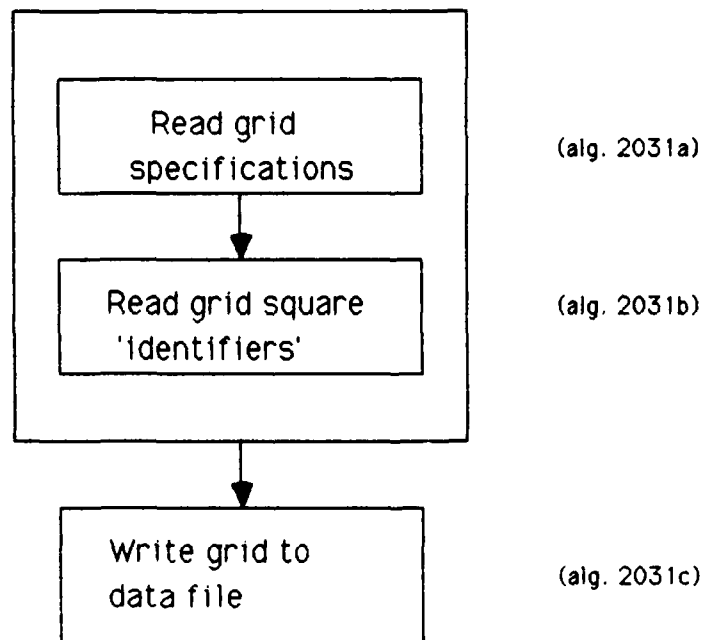 Read grid
specifications
(alg. 2031a)
Read grid square
'identifiers'
(alg. 2031b)
Write grid to
data file
(alg. 2031c)